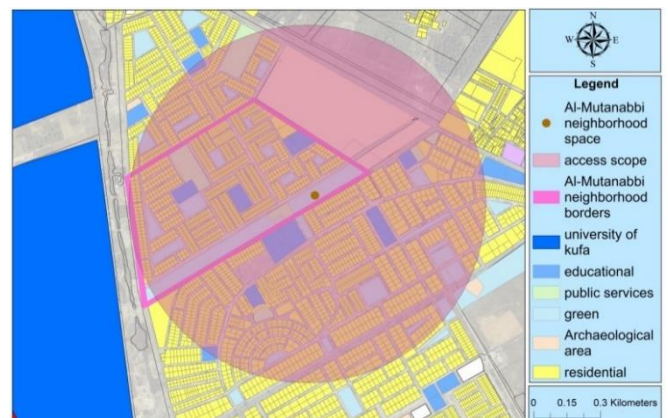 N
W E
S
Legend
Al-Mutanabbi
neighborhood
space
access scope
Al-Mutanabbi
neighborhood
borders
university of
kufa
educational
public services
green
Archaeological
area
residential
0 0.15 0.3 Kilometers